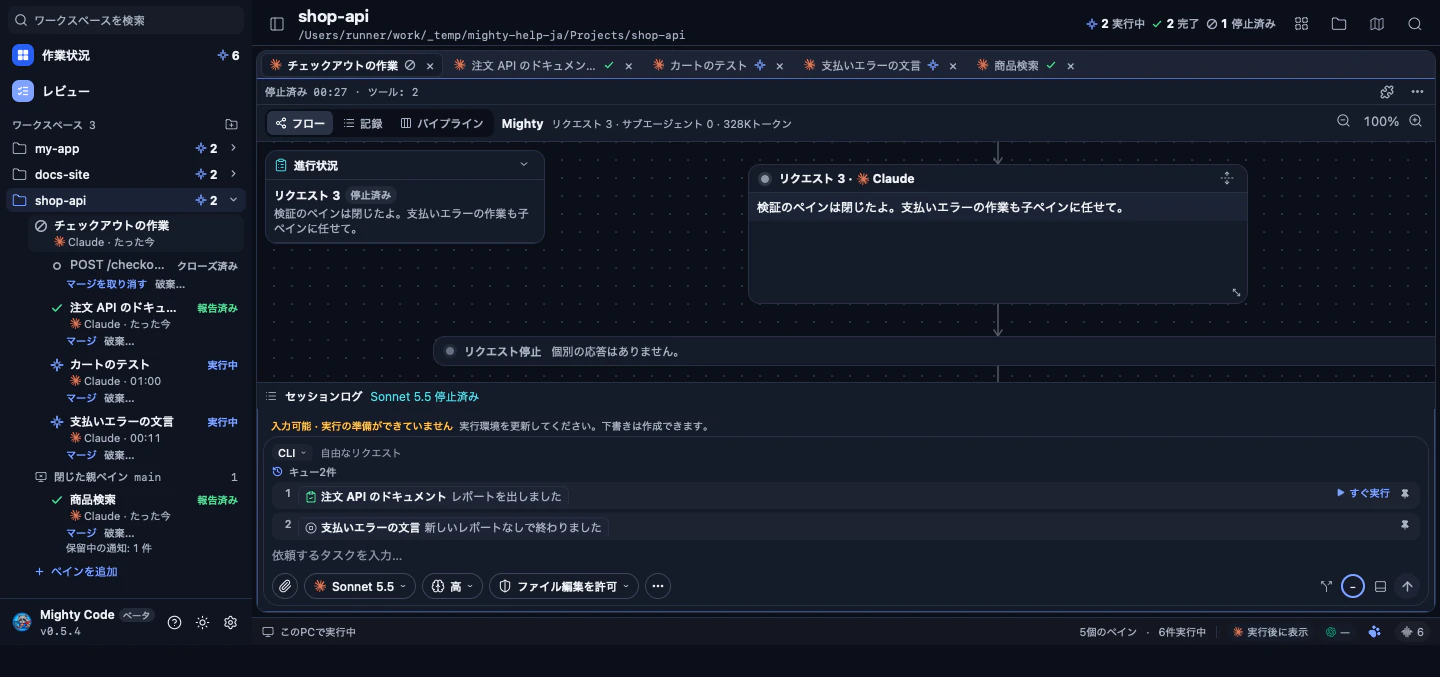 ワークスペースを検索
作業状況
6
レビュー
ワークスペース 3
my-app
2
docs-site
2
shop-api
2
チェックアウトの作業
Claude · たった今
POST /checko...
クローズ済み
マージを取り消す 破棄...
注文 API のドキュ...
報告済み
Claude · たった今
マージ 破棄...
カートのテスト
実行中
Claude · 01:00
マージ 破棄...
支払いエラーの文言
実行中
Claude · 00:11
マージ 破棄...
閉じた親ペイン main
1
商品検索
報告済み
Claude · たった今
マージ 破棄...
保留中の通知: 1 件
+ ペインを追加
Mighty Code ベータ
v0.5.4
shop-api
/Users/runner/work/_temp/mighty-help-ja/Projects/shop-api
2 実行中 2 完了 1 停止済み
チェックアウトの作業
注文 API のドキュメン...
カートのテスト
支払いエラーの文言
商品検索
停止済み 00:27 · ツール: 2
フロー
記録
パイプライン
Mighty リクエスト 3 · サブエージェント 0 · 328Kトークン
100%
進行状況
リクエスト 3 停止済み
検証のペインは閉じたよ。支払いエラーの作業も子
ペインに任せて。
リクエスト 3 · Claude
検証のペインは閉じたよ。支払いエラーの作業も子ペインに任せて。
リクエスト停止 個別の応答はありません。
セッションログ Sonnet 5.5 停止済み
入力可能 · 実行の準備ができていません 実行環境を更新してください。下書きは作成できます。
CLI
自由なリクエスト
キュー2件
1 注文 API のドキュメント レポートを出しました
すぐ実行
2 支払いエラーの文言 新しいレポートなしで終わりました
依頼するタスクを入力...
Sonnet 5.5
高
ファイル編集を許可
このPCで実行中
5個のペイン · 6件実行中
実行後に表示
—
6